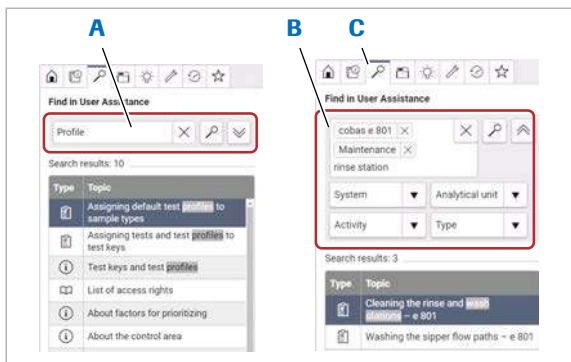 A
B
C
Find in User Assistance
Profile
Search results: 10
Type Topic
Assigning default test profiles to
sample types
Assigning tests and test profiles to
test keys
Test keys and test profiles
List of access rights
About factors for prioritizing
About the control area
Find in User Assistance
cobas e 801
Maintenance
rinse station
System
Analytical unit
Activity
Type
Search results: 3
Type Topic
Cleaning the rinse and wash
stations – e 801
Washing the sipper flow paths – e 801